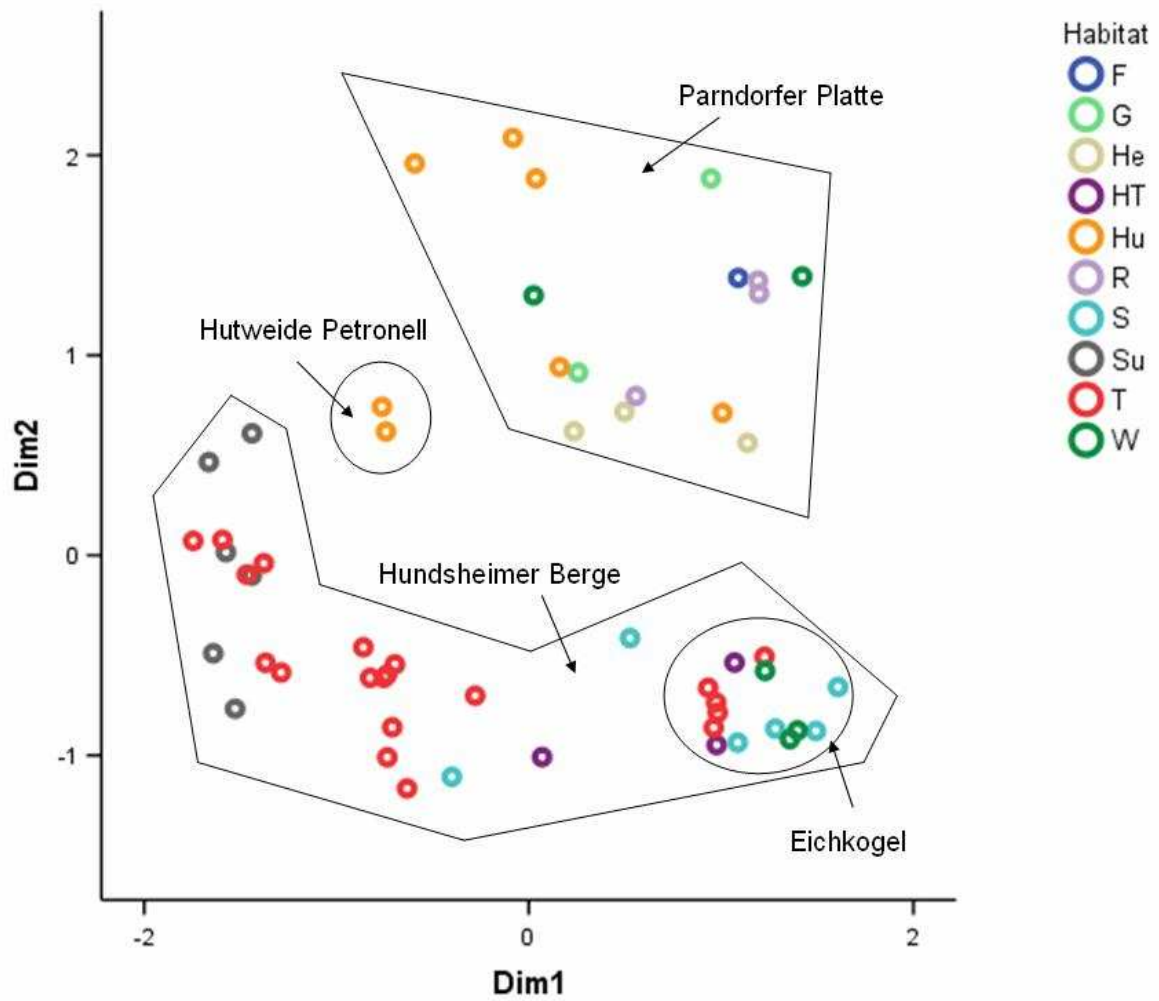 Habitat
F
G
He
HT
Hu
R
S
Su
T
W
Parndorfer Platte
Hutweide Petronell
Hundsheimer Berge
Eichkogel
Dim2
2
1
0
-1
-2
0
2
Dim1